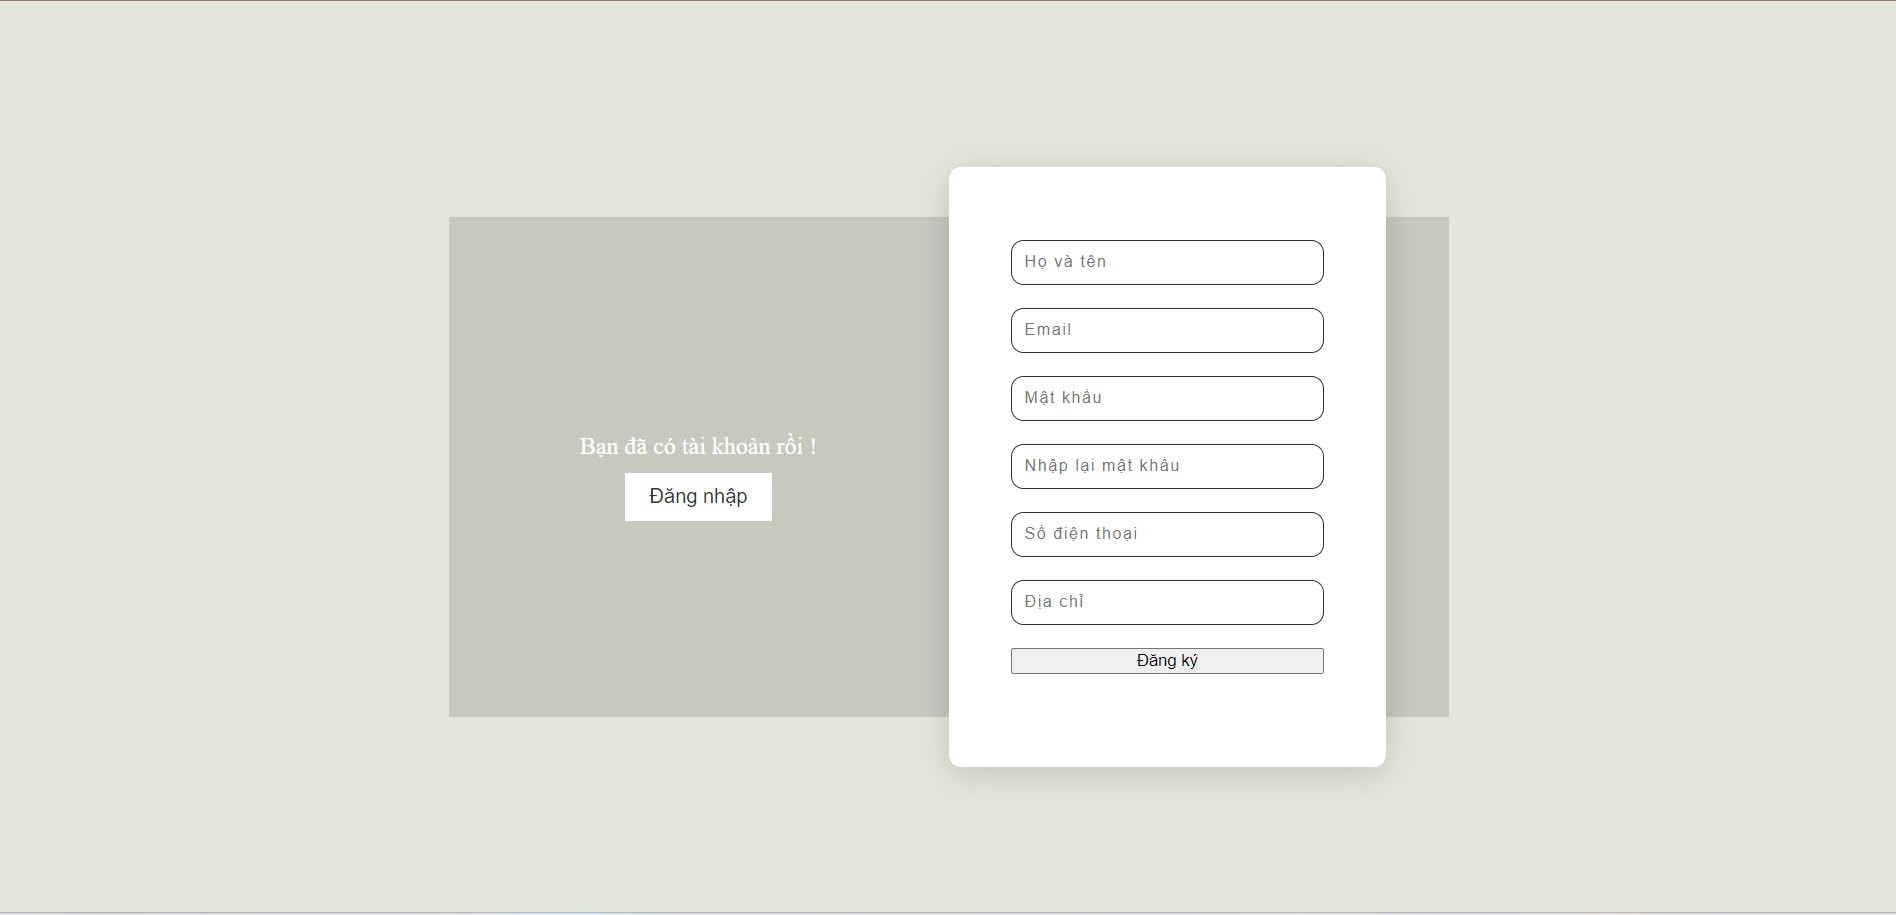 Bạn đã có tài khoản rồi !
Đăng nhập
Họ và tên
Email
Mật khẩu
Nhập lại mật khẩu
Số điện thoại
Địa chỉ
Đăng ký